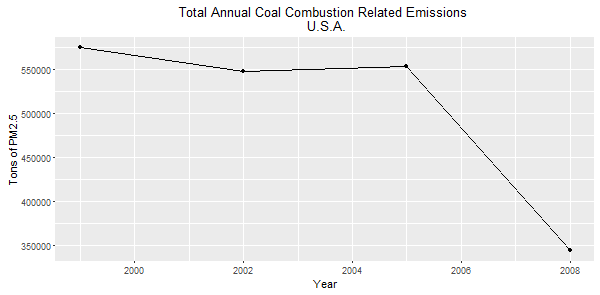 Total Annual Coal Combustion Related Emissions
U.S.A.
Tons of PM2.5
550000
500000
450000
400000
350000
2000
2002
2004
2006
2008
Year